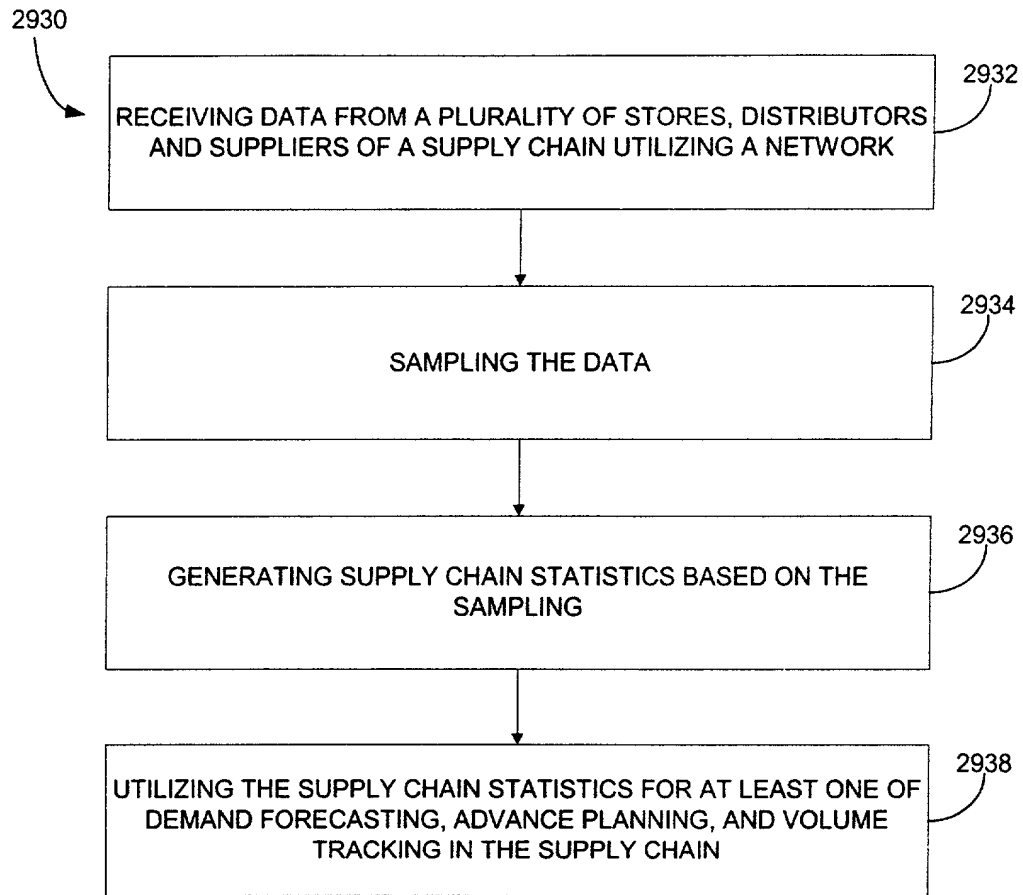 2930
2932
RECEIVING DATA FROM A PLURALITY OF STORES, DISTRIBUTORS
AND SUPPLIERS OF A SUPPLY CHAIN UTILIZING A NETWORK
2934
SAMPLING THE DATA
2936
GENERATING SUPPLY CHAIN STATISTICS BASED ON THE
SAMPLING
2938
UTILIZING THE SUPPLY CHAIN STATISTICS FOR AT LEAST ONE OF
DEMAND FORECASTING, ADVANCE PLANNING, AND VOLUME
TRACKING IN THE SUPPLY CHAIN